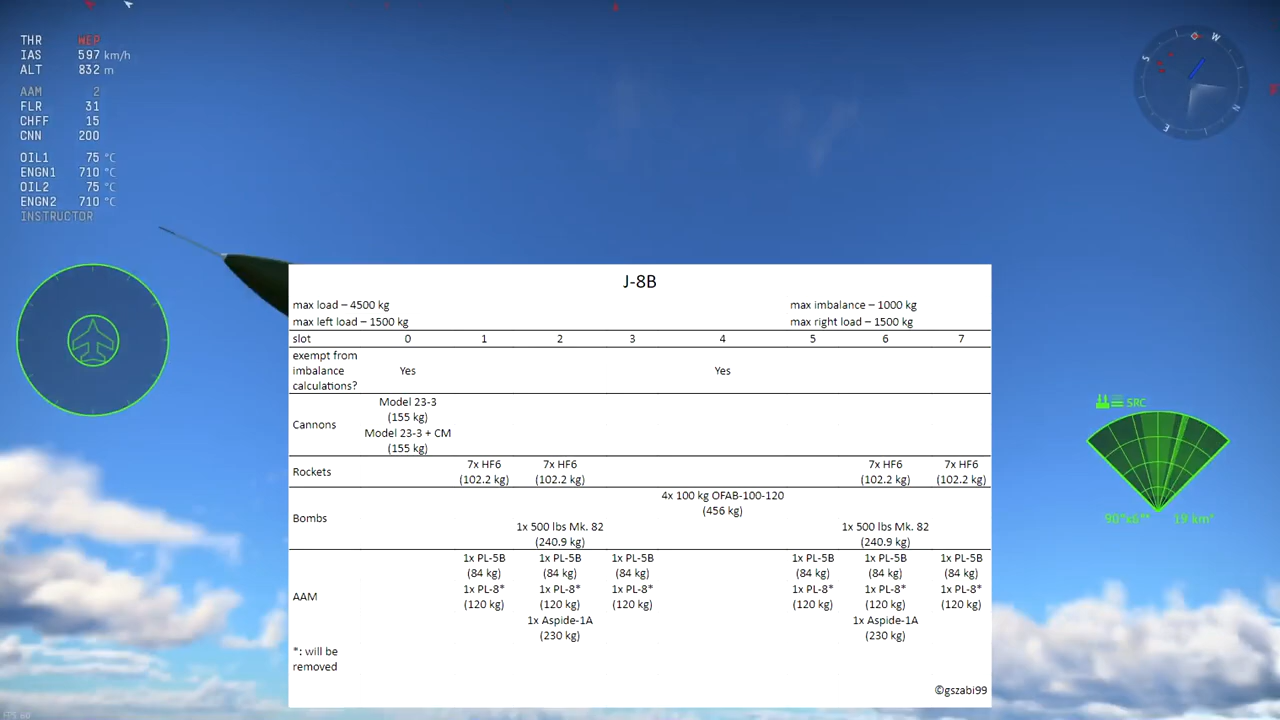 THR WEP
IAS 597 km/h
ALT 832 m
AAM 2
FLR 31
CHFF 15
CNN 200
OIL1 75 °C
ENGN1 710 °C
OIL2 75 °C
ENGN2 710 °C
INSTRUCTOR
W
S
N
E
SRC
19 km*
J-8B
max load – 4500 kg max imbalance – 1000 kg
max left load – 1500 kg max right load – 1500 kg
slot 0 1 2 3 4 5 6 7
exempt from
imbalance Yes Yes
calculations?
Model 23-3
(155 kg)
Cannons
Model 23-3 + CM
(155 kg)
7x HF6 7x HF6 7x HF6 7x HF6
Rockets
(102.2 kg) (102.2 kg) (102.2 kg) (102.2 kg)
4x 100 kg OFAB-100-120
(456 kg)
Bombs
1x 500 lbs Mk. 82 1x 500 lbs Mk. 82
(240.9 kg) (240.9 kg)
1x PL-5B 1x PL-5B 1x PL-5B 1x PL-5B 1x PL-5B 1x PL-5B
(84 kg) (84 kg) (84 kg) (84 kg) (84 kg) (84 kg)
AAM
1x PL-8* 1x PL-8* 1x PL-8* 1x PL-8* 1x PL-8* 1x PL-8*
(120 kg) (120 kg) (120 kg) (120 kg) (120 kg) (120 kg)
1x Aspide-1A 1x Aspide-1A
(230 kg) (230 kg)
*: will be
removed
©gszabi99
FPS 60